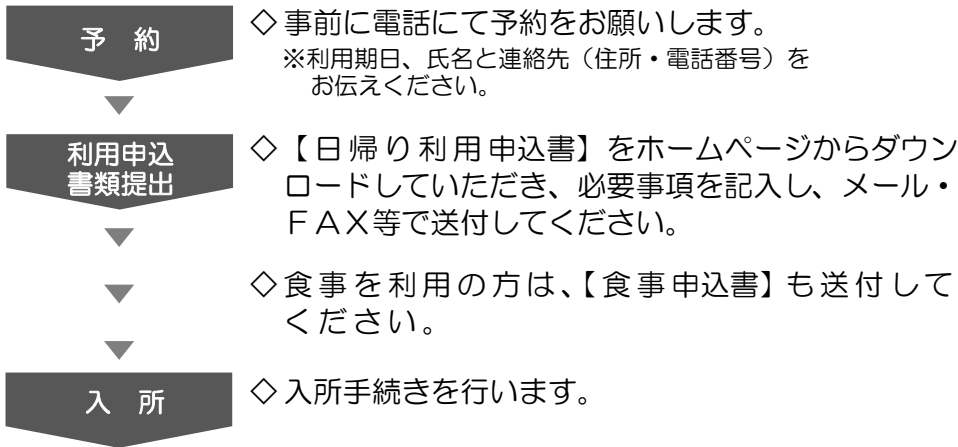 予 約
◇事前に電話にて予約をお願いします。
※利用期日、氏名と連絡先（住所・電話番号）を
お伝えください。
利用申込
書類提出
◇【日帰り利用申込書】をホームページからダウン
ロードしていただき、必要事項を記入し、メール・
ＦＡＸ等で送付してください。
◇食事を利用の方は、【食事申込書】も送付して
ください。
入 所
◇入所手続きを行います。